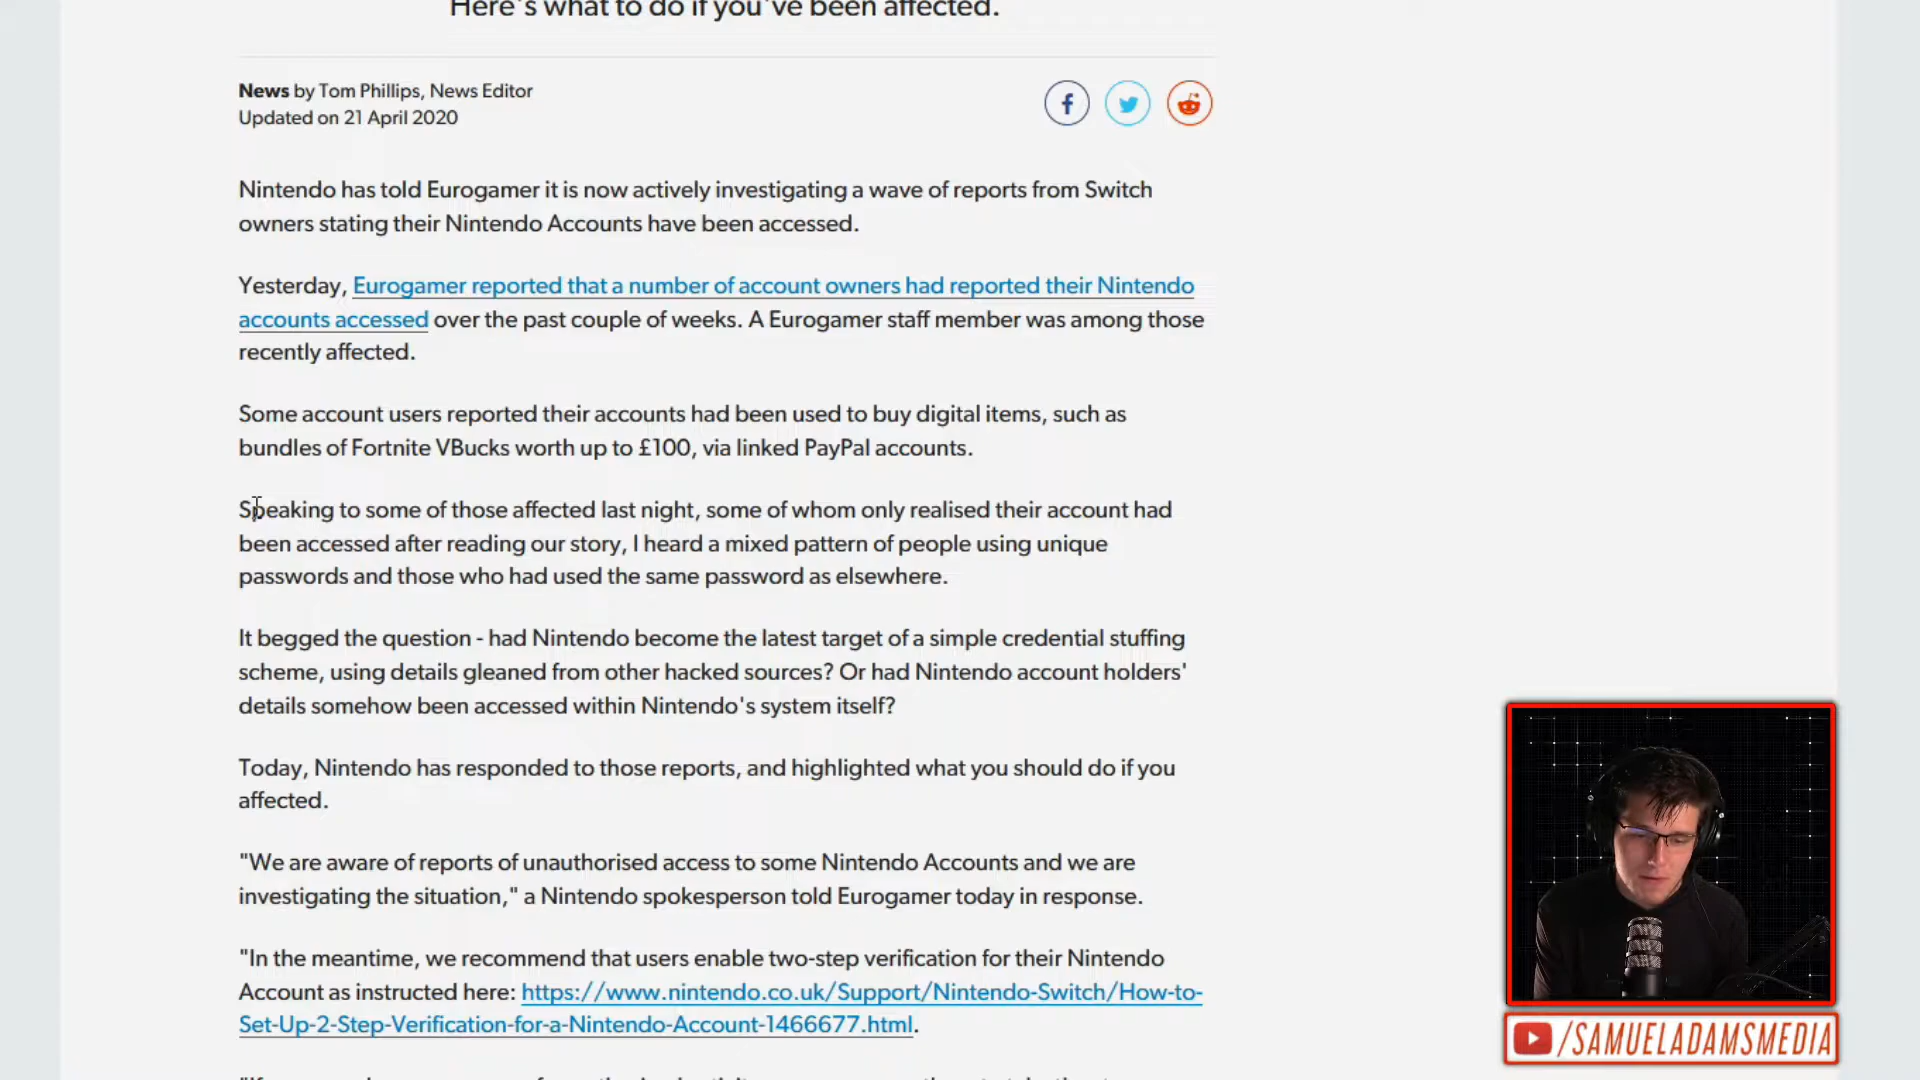 Here's what to do if you've been affected.
News by Tom Phillips, News Editor
Updated on 21 April 2020
Nintendo has told Eurogamer it is now actively investigating a wave of reports from Switch
owners stating their Nintendo Accounts have been accessed.
Yesterday, Eurogamer reported that a number of account owners had reported their Nintendo
accounts accessed over the past couple of weeks. A Eurogamer staff member was among those
recently affected.
Some account users reported their accounts had been used to buy digital items, such as
bundles of Fortnite VBucks worth up to £100, via linked PayPal accounts.
Speaking to some of those affected last night, some of whom only realised their account had
been accessed after reading our story, I heard a mixed pattern of people using unique
passwords and those who had used the same password as elsewhere.
It begged the question - had Nintendo become the latest target of a simple credential stuffing
scheme, using details gleaned from other hacked sources? Or had Nintendo account holders'
details somehow been accessed within Nintendo's system itself?
Today, Nintendo has responded to those reports, and highlighted what you should do if you
affected.
"We are aware of reports of unauthorised access to some Nintendo Accounts and we are
investigating the situation," a Nintendo spokesperson told Eurogamer today in response.
"In the meantime, we recommend that users enable two-step verification for their Nintendo
Account as instructed here: https://www.nintendo.co.uk/Support/Nintendo-Switch/How-to-
Set-Up-2-Step-Verification-for-a-Nintendo-Account-1466677.html.
/SAMUELADAMSMEDIA